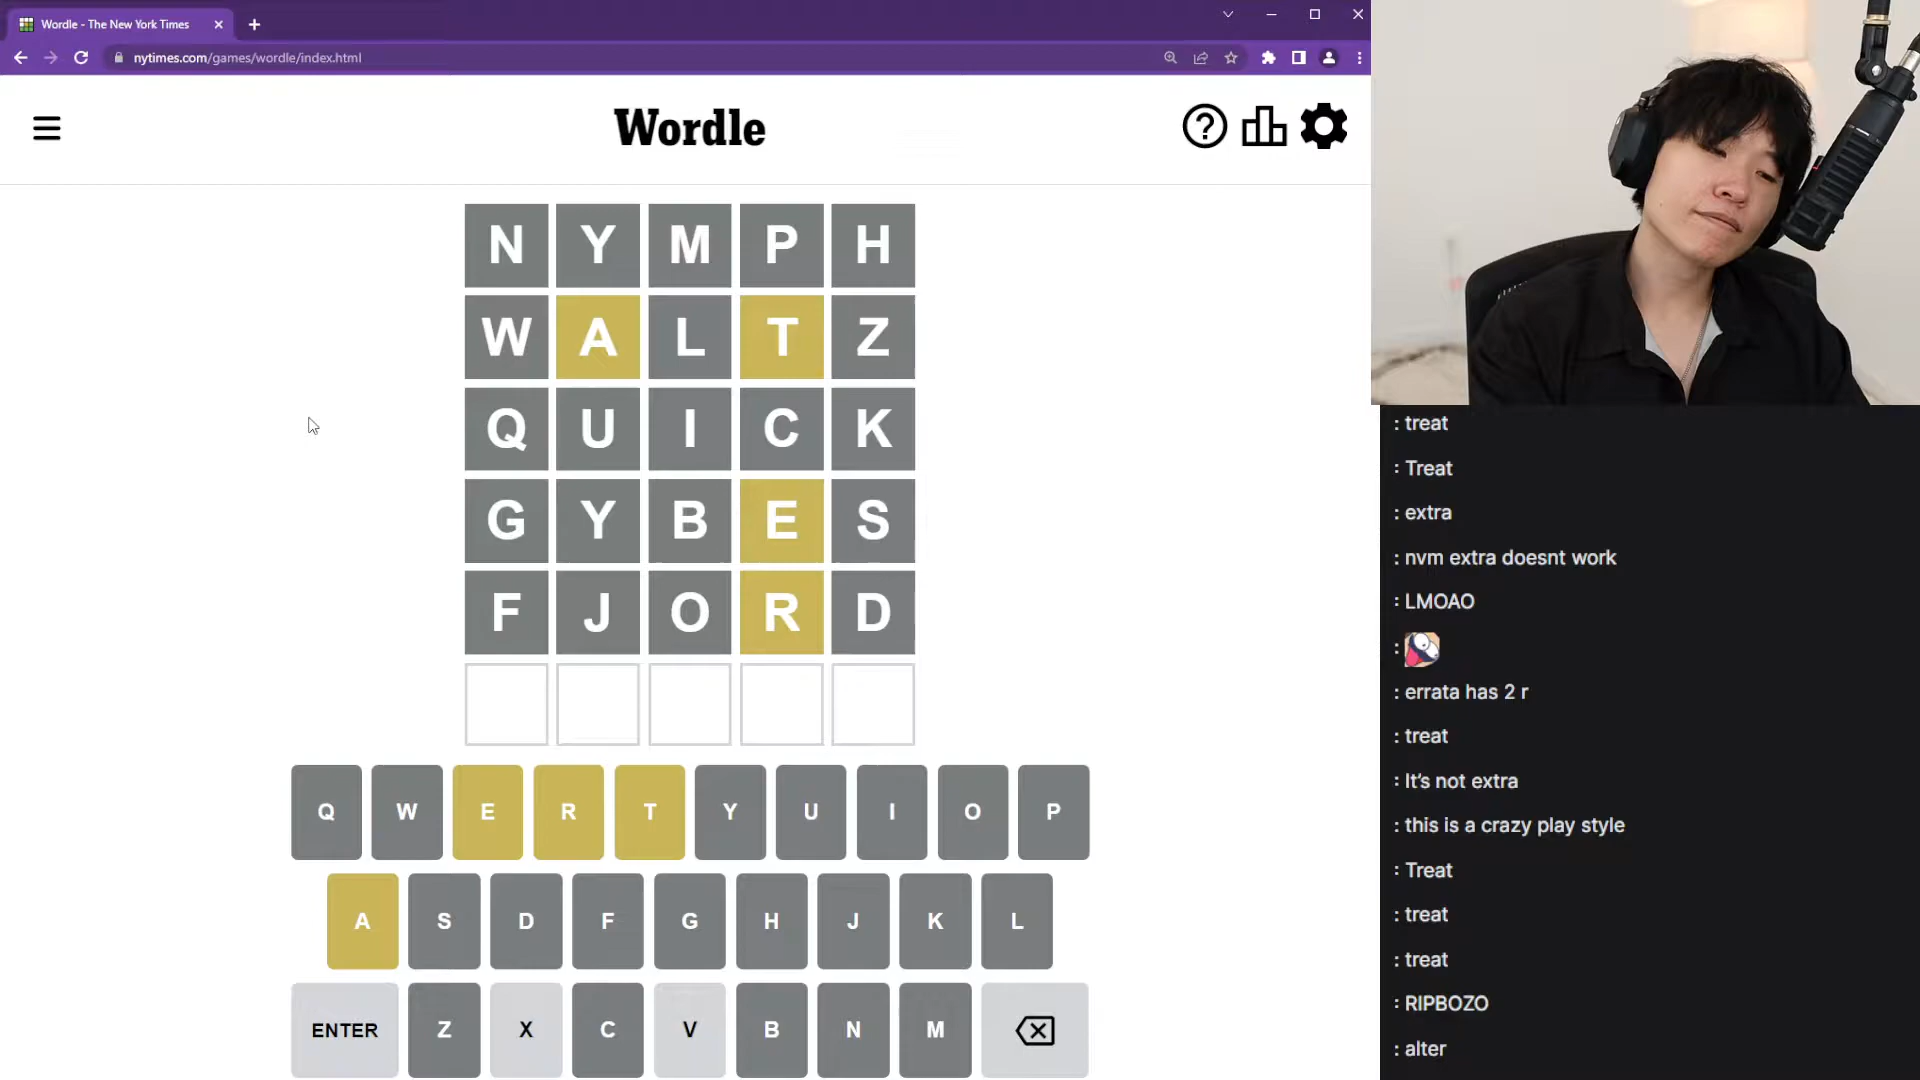 Wordle - The New York Times
nytimes.com/games/wordle/index.html
Wordle
N Y M P H
W A L T Z
Q U I C K
G Y B E S
F J O R D
Q W E R T Y U I O P
A S D F G H J K L
ENTER Z X C V B N M
: treat
: Treat
: extra
: nvm extra doesnt work
: LMOAO
:
: errata has 2 r
: treat
: It's not extra
: this is a crazy play style
: Treat
: treat
: treat
: RIPBOZO
: alter